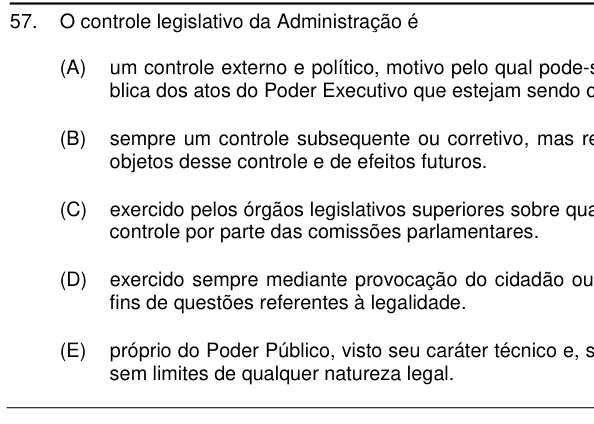 57. O controle legislativo da Administração é
(A) um controle externo e político, motivo pelo qual
blica dos atos do Poder Executivo que estejam sendo
(B) sempre um controle subsequente ou corretivo, mas
objetos desse controle e de efeitos futuros.
(C) exercido pelos órgãos legislativos superiores sobre
controle por parte das comissões parlamentares.
(D) exercido sempre mediante provocação do cidadão ou
fins de questões referentes à legalidade.
(E) próprio do Poder Público, visto seu caráter técnico e,
sem limites de qualquer natureza legal.